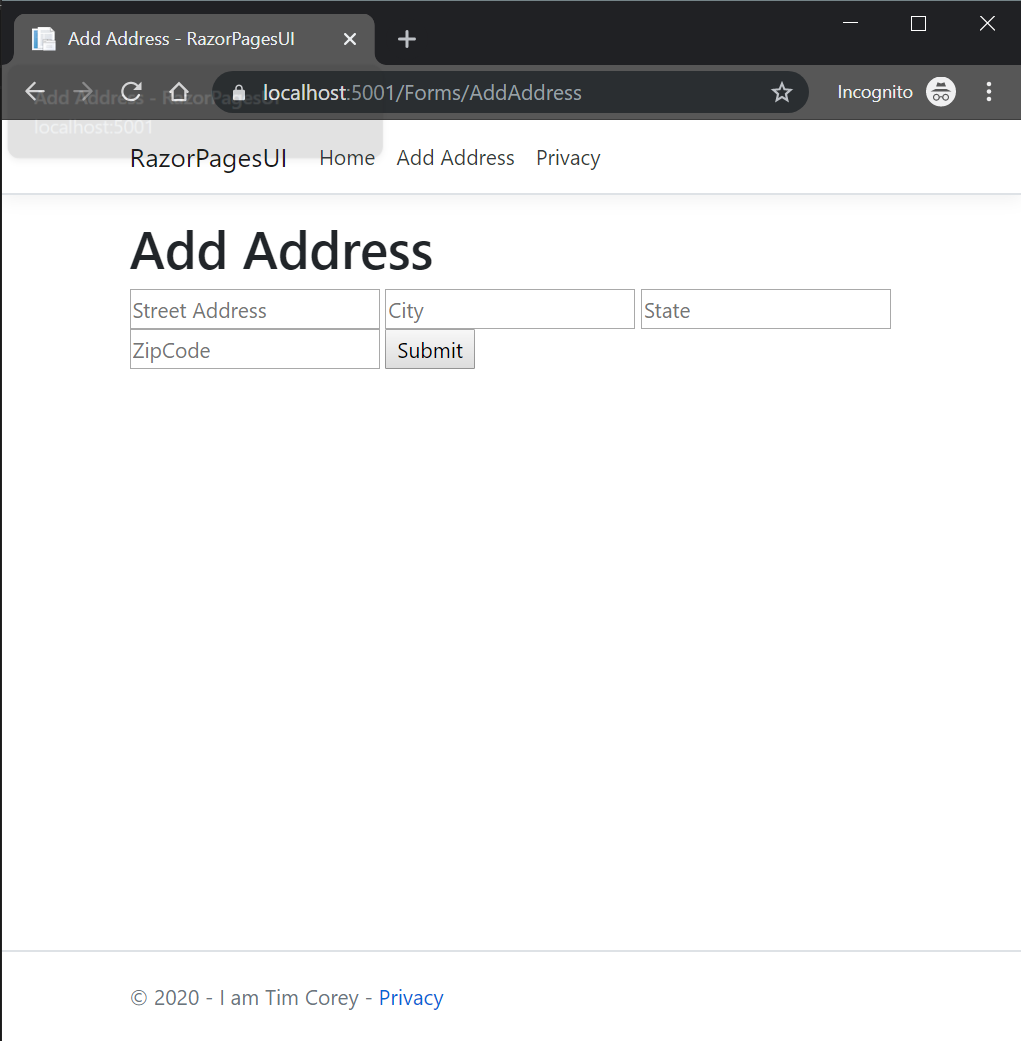 Add Address - RazorPagesUI
localhost:5001/Forms/AddAddress
Incognito
Add Address - RazorPagesUI
localhost:5001
RazorPagesUI Home Add Address Privacy
Add Address
Street Address City State
ZipCode Submit
© 2020 - I am Tim Corey - Privacy